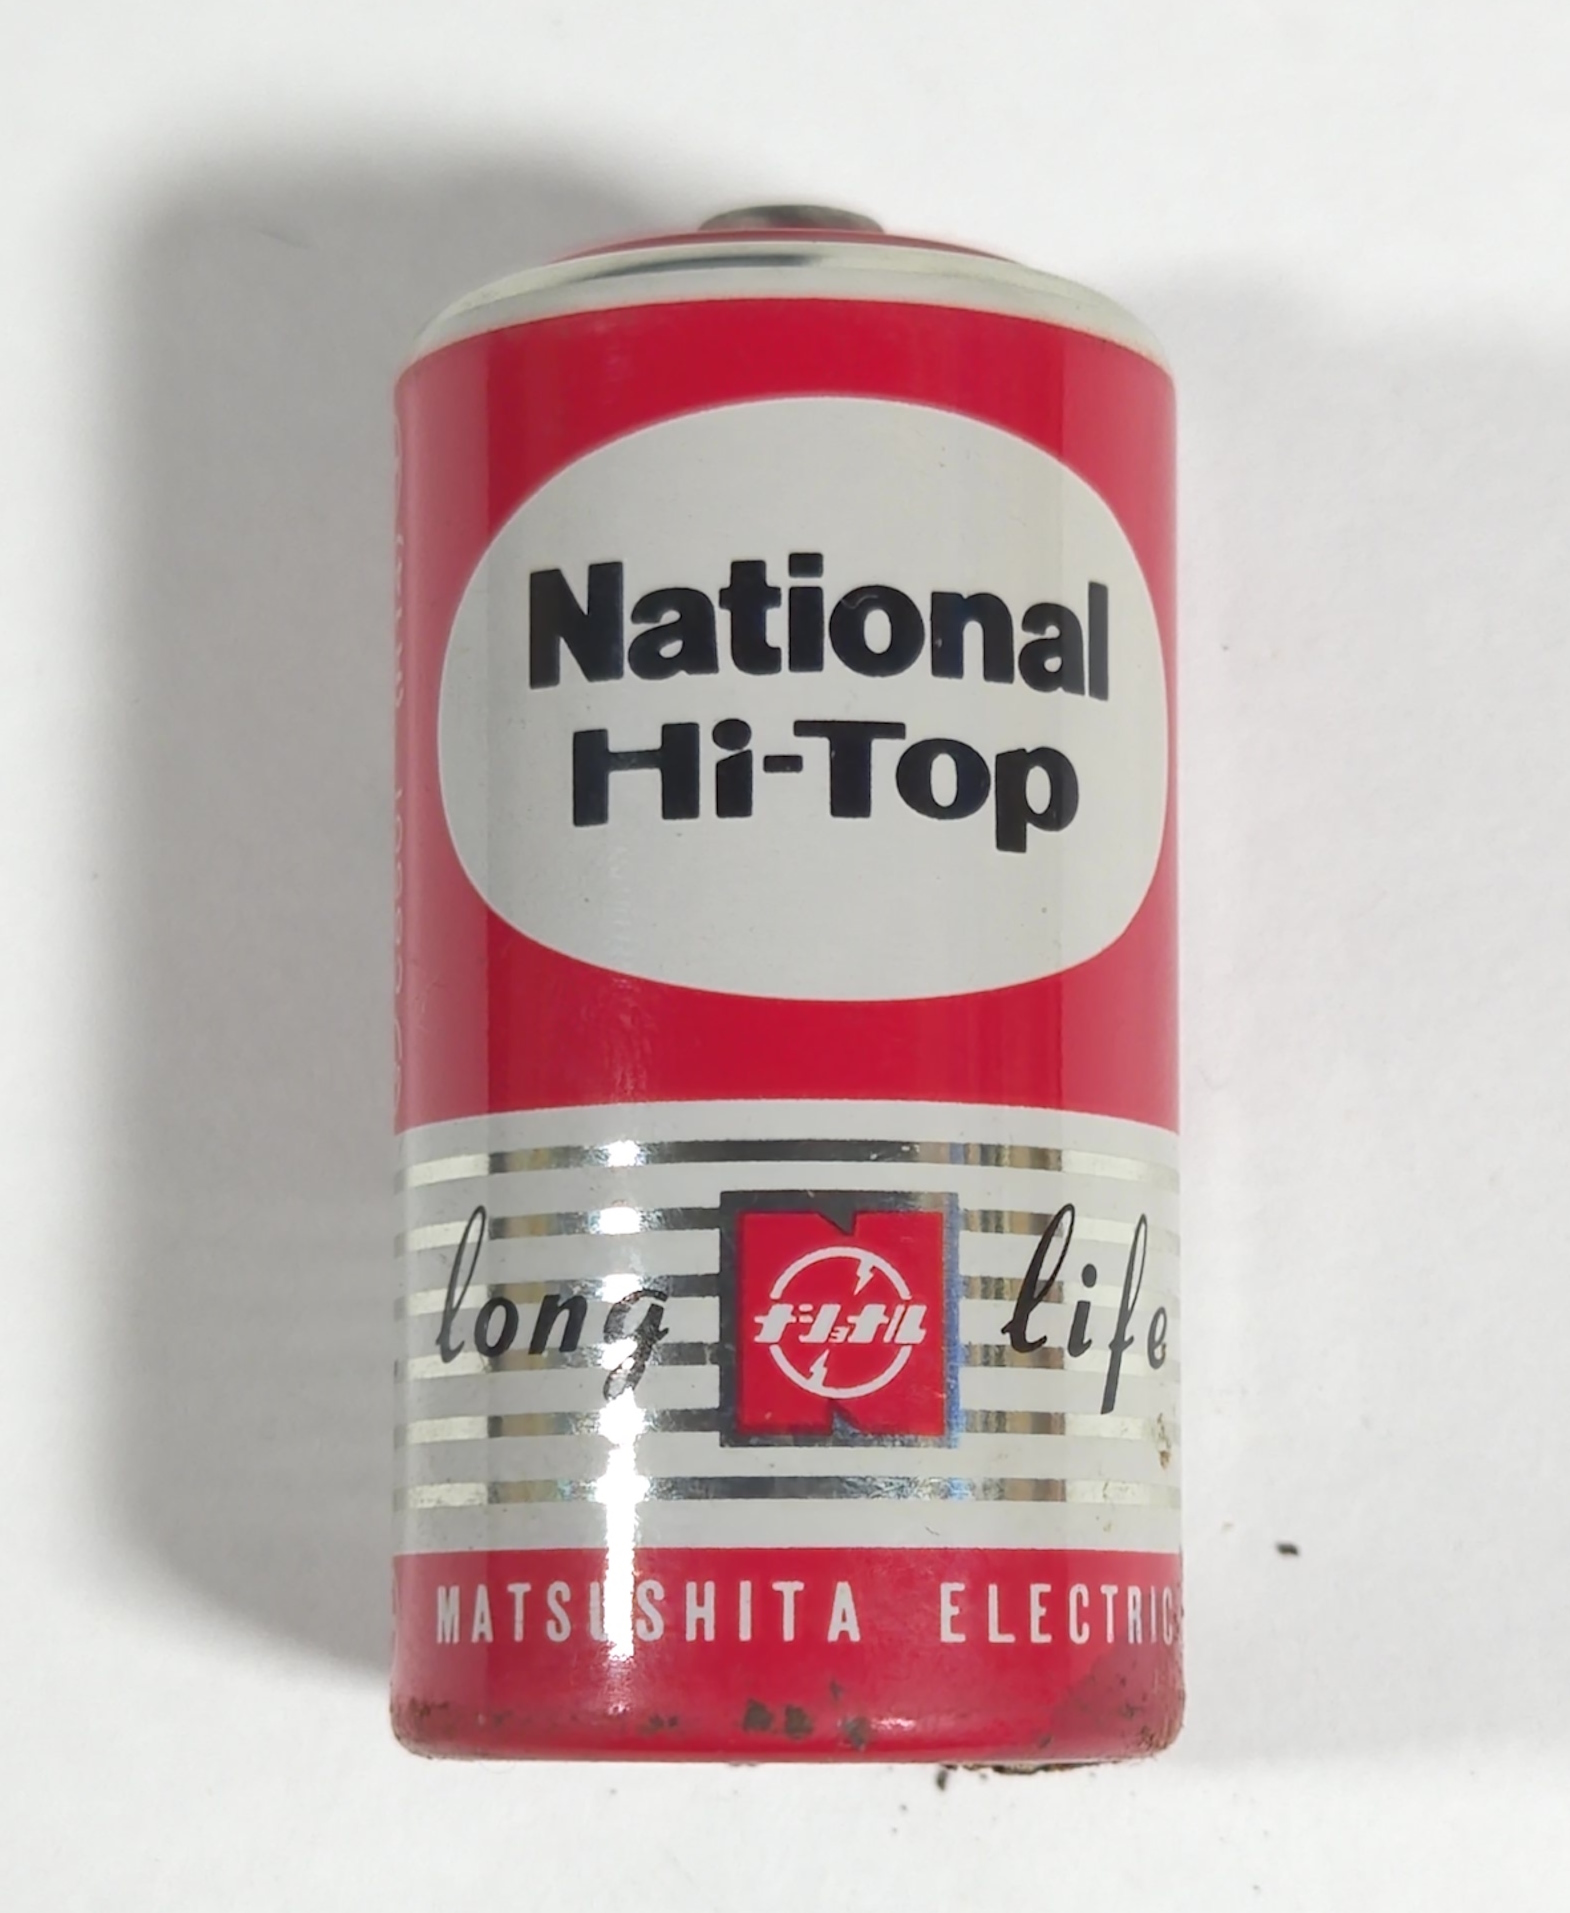 National
Hi-Top
long
ナショナル
life
MATSUSHITA ELECTRIC